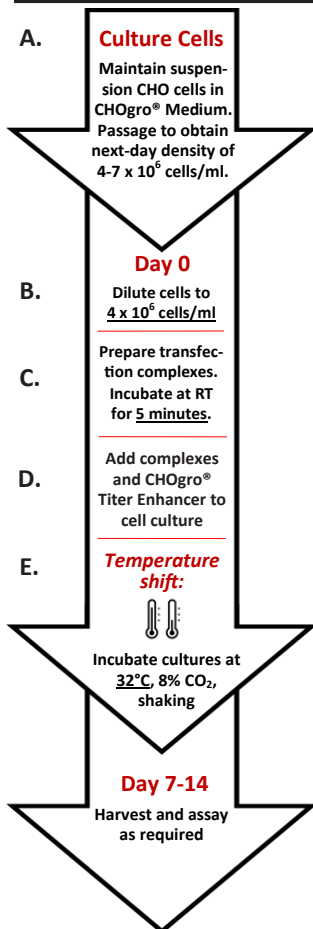 A.
Culture Cells
Maintain suspen-
sion CHO cells in
CHOgro® Medium.
Passage to obtain
next-day density of
4-7 x 10⁶ cells/ml.
Day 0
B.
Dilute cells to
4 x 10⁶ cells/ml
C.
Prepare transfec-
tion complexes.
Incubate at RT
for 5 minutes.
D.
Add complexes
and CHOgro®
Titer Enhancer to
cell culture
E.
Temperature
shift:
Incubate cultures at
32°C, 8% CO₂,
shaking
Day 7-14
Harvest and assay
as required